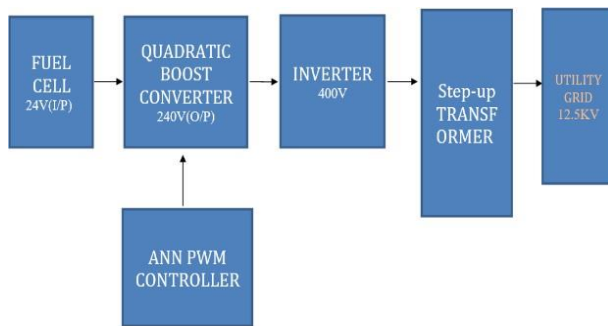 FUEL
CELL
24V(I/P)
QUADRATIC
BOOST
CONVERTER
240V(O/P)
INVERTER
400V
Step-up
TRANSF
ORMER
UTILITY
GRID
12.5KV
ANN PWM
CONTROLLER